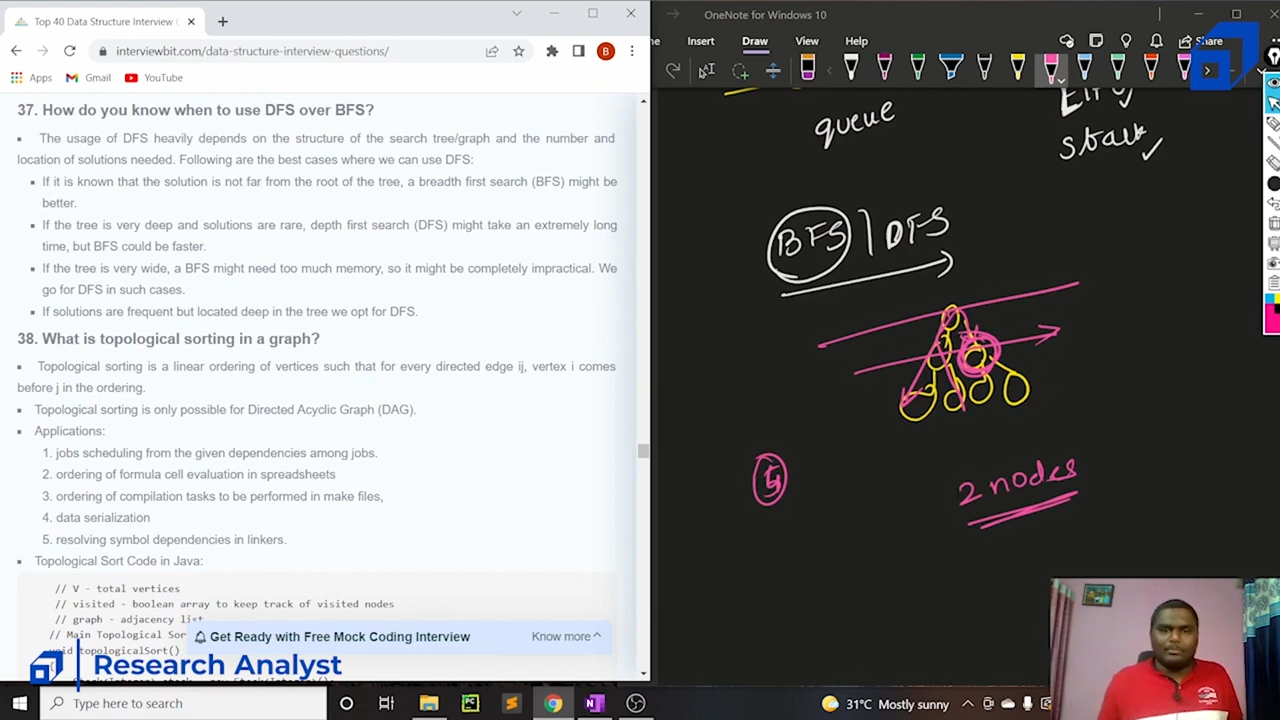 Top 40 Data Structure Interview
interviewbit.com/data-structure-interview-questions/
B
Apps
Gmail
YouTube
37. How do you know when to use DFS over BFS?
The usage of DFS heavily depends on the structure of the search tree/graph and the number and
location of solutions needed. Following are the best cases where we can use DFS:
If it is known that the solution is not far from the root of the tree, a breadth first search (BFS) might be
better.
If the tree is very deep and solutions are rare, depth first search (DFS) might take an extremely long
time, but BFS could be faster.
If the tree is very wide, a BFS might need too much memory, so it might be completely impractical. We
go for DFS in such cases.
If solutions are frequent but located deep in the tree we opt for DFS.
38. What is topological sorting in a graph?
Topological sorting is a linear ordering of vertices such that for every directed edge ij, vertex i comes
before j in the ordering.
Topological sorting is only possible for Directed Acyclic Graph (DAG).
Applications:
1. jobs scheduling from the given dependencies among jobs.
2. ordering of formula cell evaluation in spreadsheets
3. ordering of compilation tasks to be performed in make files,
4. data serialization
5. resolving symbol dependencies in linkers.
Topological Sort Code in Java:
// V - total vertices
// visited - boolean array to keep track of visited nodes
// graph - adjacency list
// Main Topological Sor
void topologicalSort()
{
Get Ready with Free Mock Coding Interview
Know more
Research Analyst
Type here to search
OneNote for Windows 10
Insert
Draw
View
Help
Share
queue
stack
BFS | DFS
2 nodes
31°C Mostly sunny